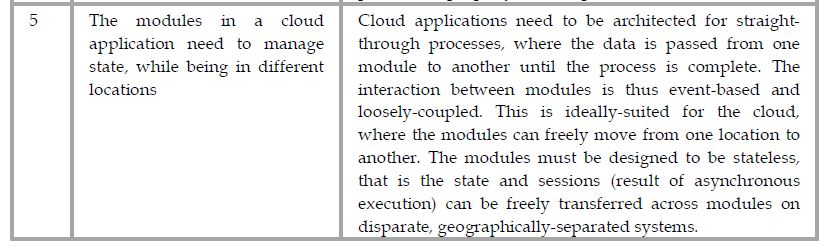 5
The modules in a cloud
application need to manage
state, while being in different
locations
Cloud applications need to be architected for straight-
through processes, where the data is passed from one
module to another until the process is complete. The
interaction between modules is thus event-based and
loosely-coupled. This is ideally-suited for the cloud,
where the modules can freely move from one location to
another. The modules must be designed to be stateless,
that is the state and sessions (result of asynchronous
execution) can be freely transferred across modules on
disparate, geographically-separated systems.